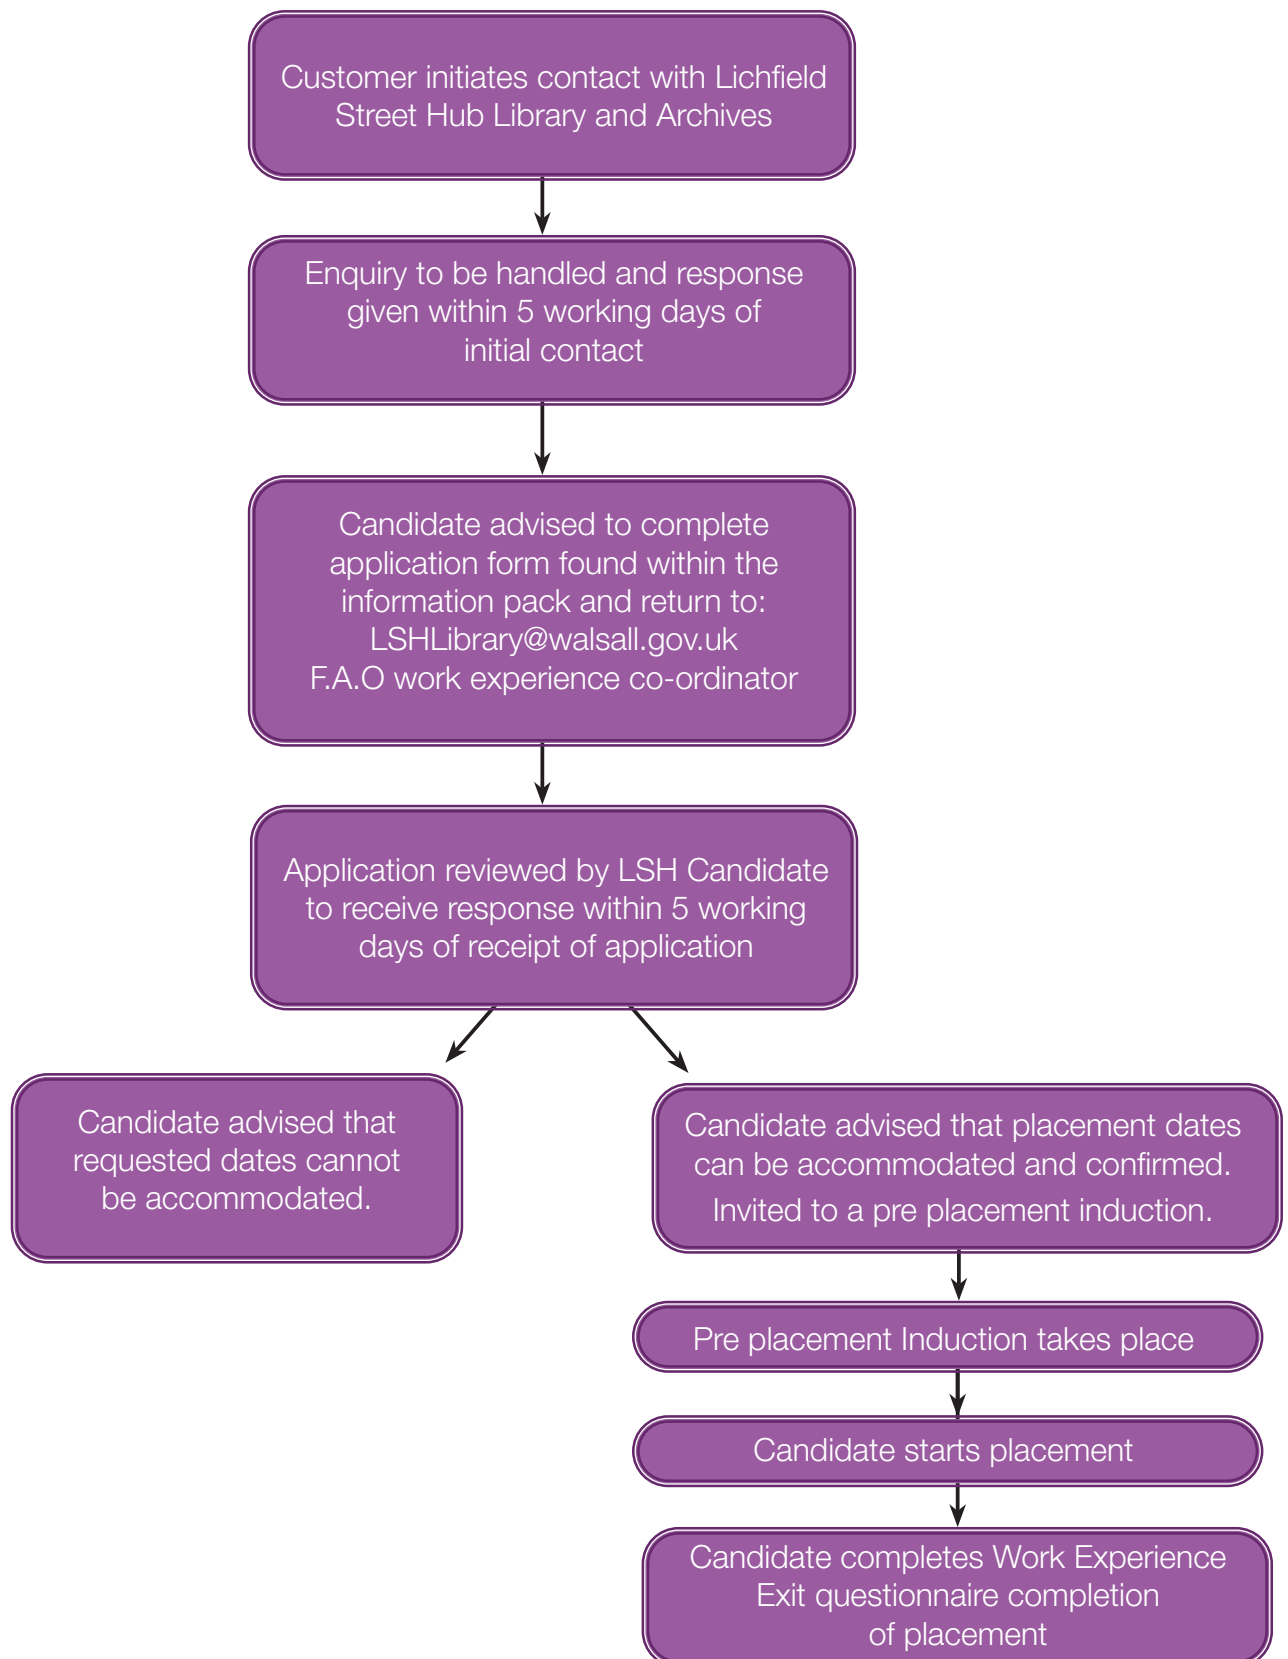 Customer initiates contact with Lichfield
Street Hub Library and Archives
Enquiry to be handled and response
given within 5 working days of
initial contact
Candidate advised to complete
application form found within the
information pack and return to:
LSHLibrary@walsall.gov.uk
F.A.O work experience co-ordinator
Application reviewed by LSH Candidate
to receive response within 5 working
days of receipt of application
Candidate advised that
requested dates cannot
be accommodated.
Candidate advised that placement dates
can be accommodated and confirmed.
Invited to a pre placement induction.
Pre placement Induction takes place
Candidate starts placement
Candidate completes Work Experience
Exit questionnaire completion
of placement